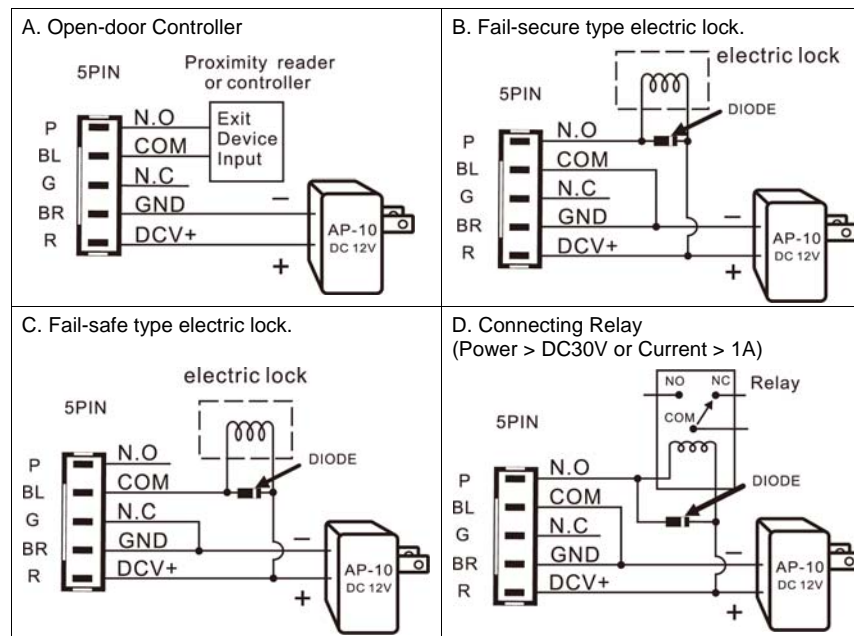 A. Open-door Controller
Proximity reader
or controller
5PIN
P
BL
G
BR
R
N.O
COM
N.C
GND
DCV+
Exit
Device
Input
−
+
AP-10
DC 12V
B. Fail-secure type electric lock.
electric lock
5PIN
DIODE
P
BL
G
BR
R
N.O
COM
N.C
GND
DCV+
−
+
AP-10
DC 12V
C. Fail-safe type electric lock.
electric lock
5PIN
DIODE
P
BL
G
BR
R
N.O
COM
N.C
GND
DCV+
−
+
AP-10
DC 12V
D. Connecting Relay
(Power > DC30V or Current > 1A)
NO NC Relay
COM
5PIN
DIODE
P
BL
G
BR
R
N.O
COM
N.C
GND
DCV+
−
+
AP-10
DC 12V